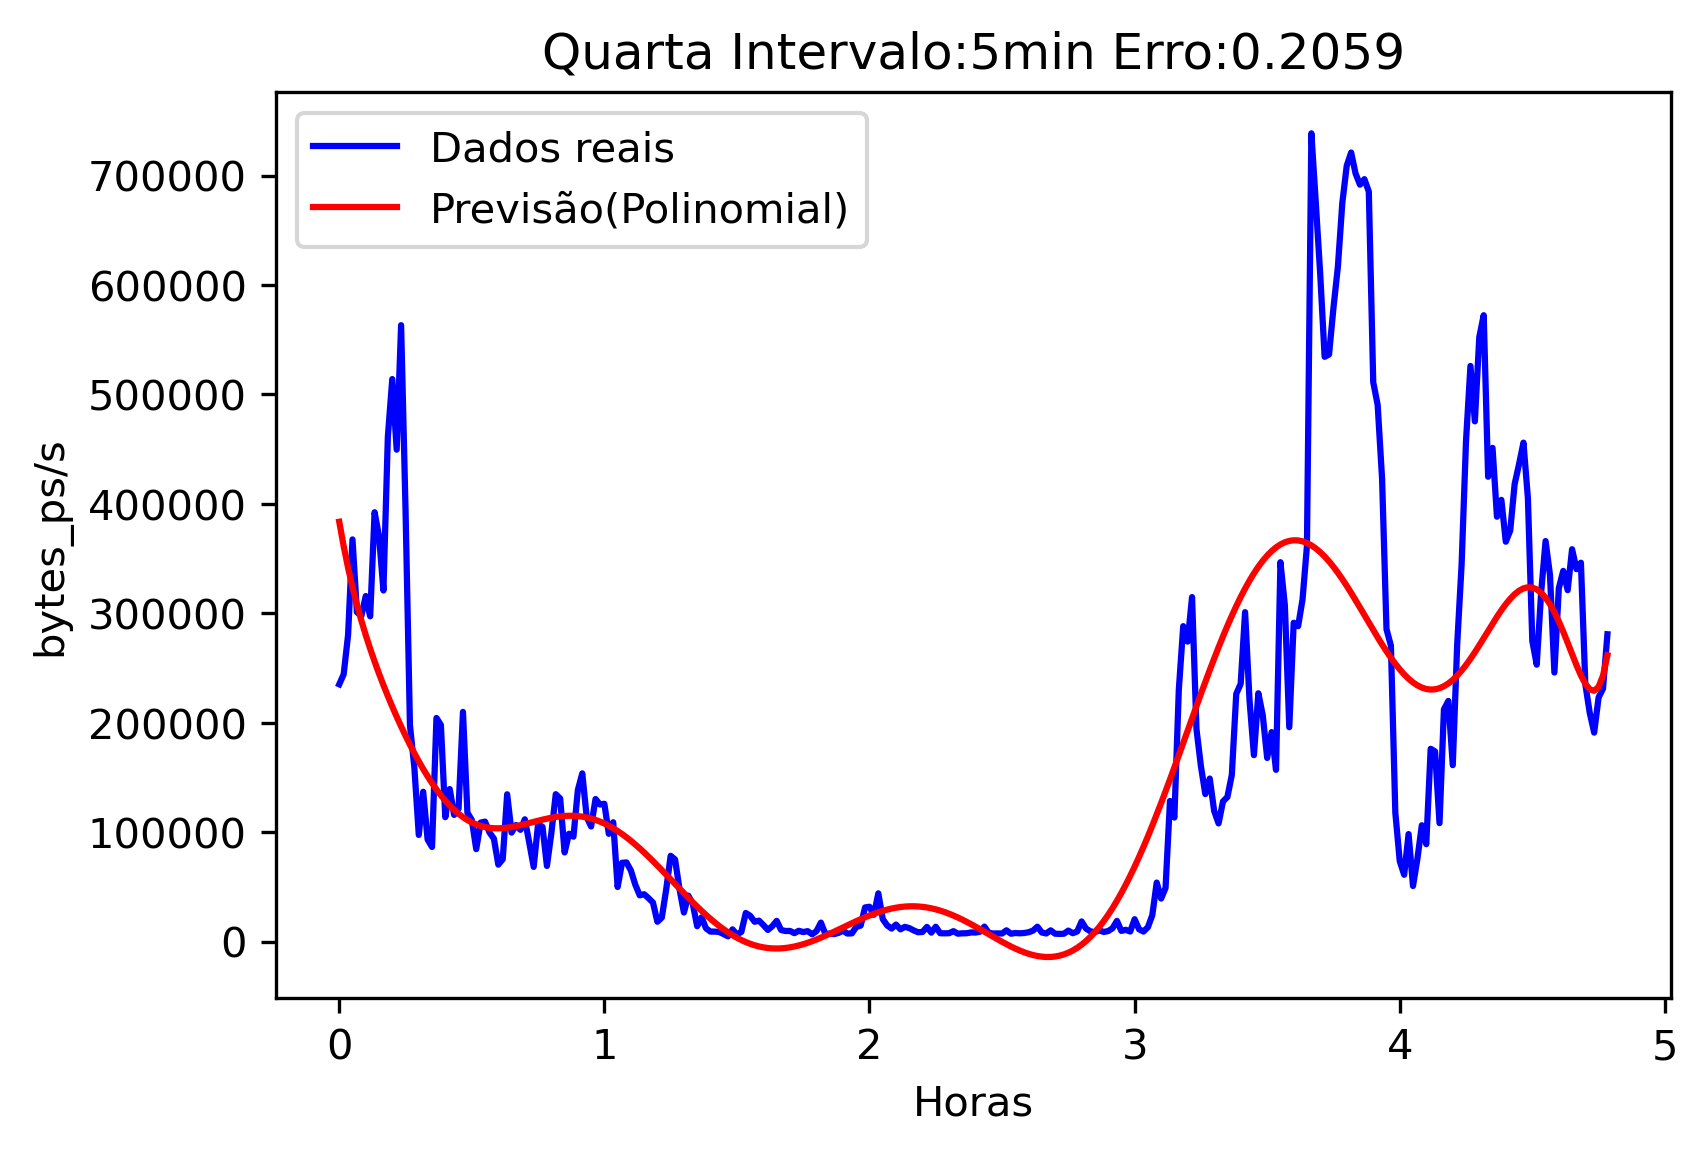 Quarta Intervalo:5min Erro:0.2059
Dados reais
Previsão(Polinomial)
700000
600000
500000
400000
300000
200000
100000
0
bytes_ps/s
0 1 2 3 4 5
Horas